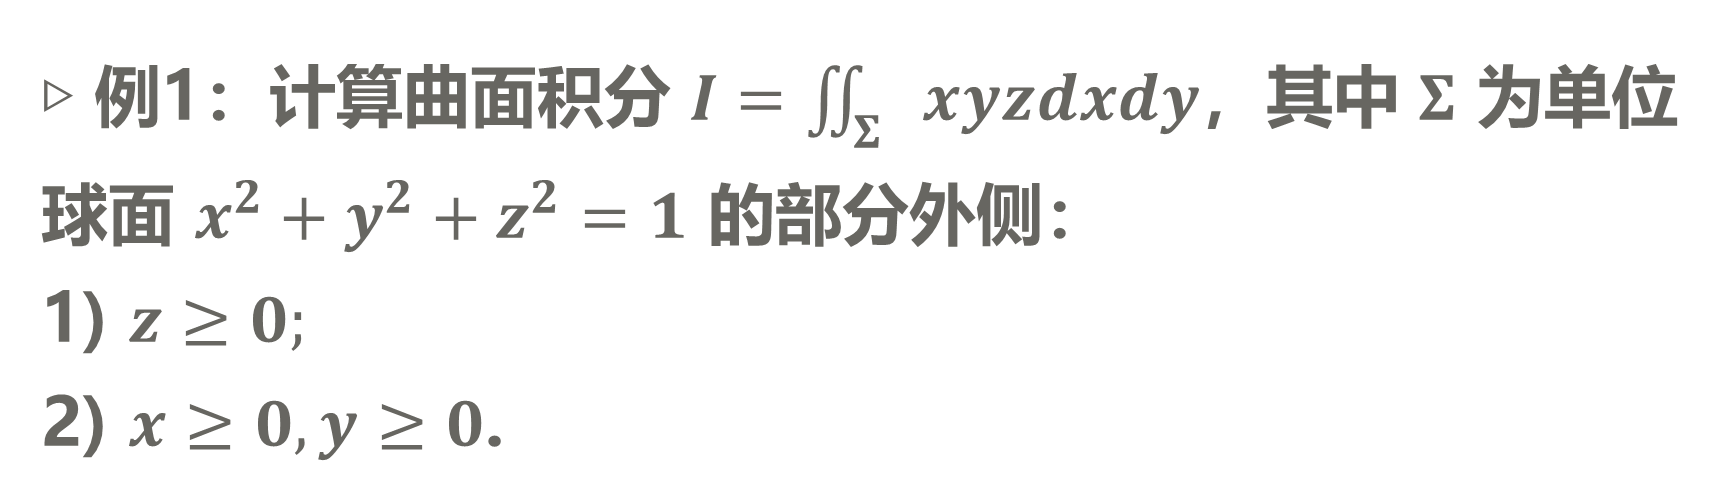 ▷ 例1：计算曲面积分 I = ∬_Σ xyzdxdy，其中 Σ 为单位
球面 x² + y² + z² = 1 的部分外侧：
1) z ≥ 0;
2) x ≥ 0, y ≥ 0.